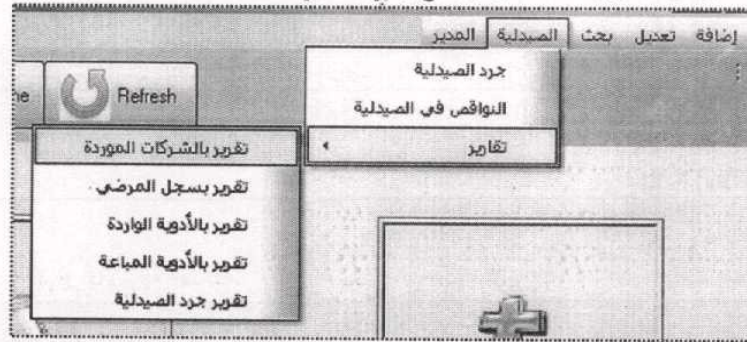 إضافة تعديل بحث الصيدلية المدير
جرد الصيدلية
النواقص في الصيدلية
تقارير
Refresh
تقرير بالشركات الموردة
تقرير بسجل المرضى
تقرير بالأدوية الواردة
تقرير بالأدوية المباعة
تقرير جرد الصيدلية